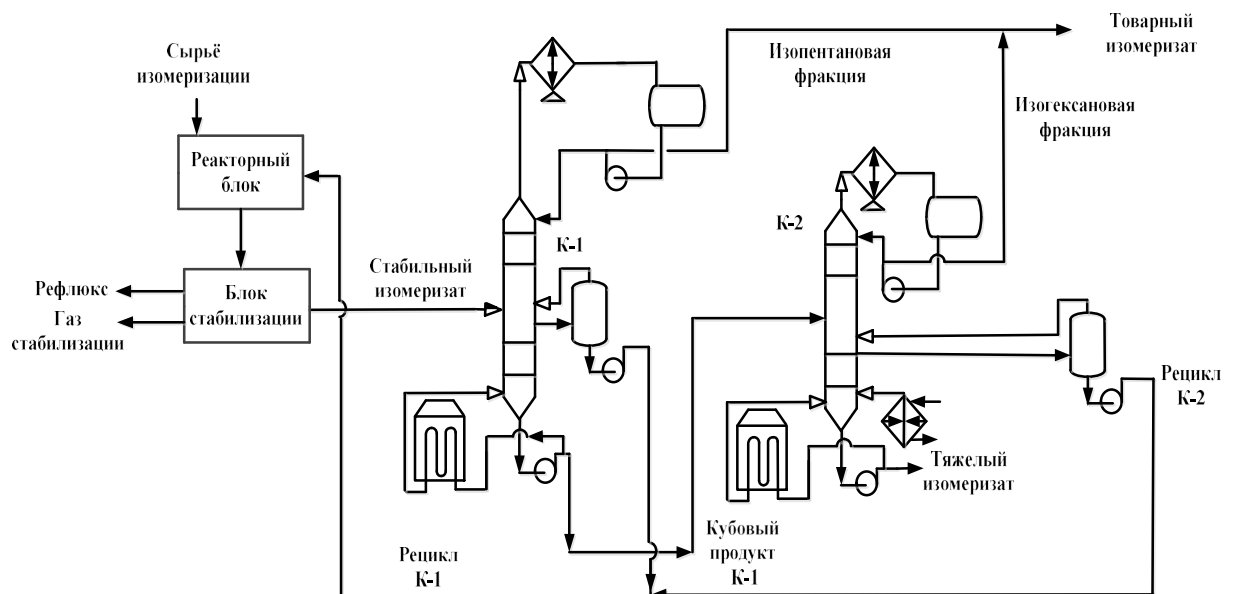 Сырьё
изомеризации
Реакторный
блок
Рефлюкс
Газ
стабилизации
Блок
стабилизации
Стабильный
изомеризат
К-1
Изопентановая
фракция
Товарный
изомеризат
Изогексановая
фракция
К-2
Рецикл
К-2
Тяжелый
изомеризат
Рецикл
К-1
Кубовый
продукт
К-1